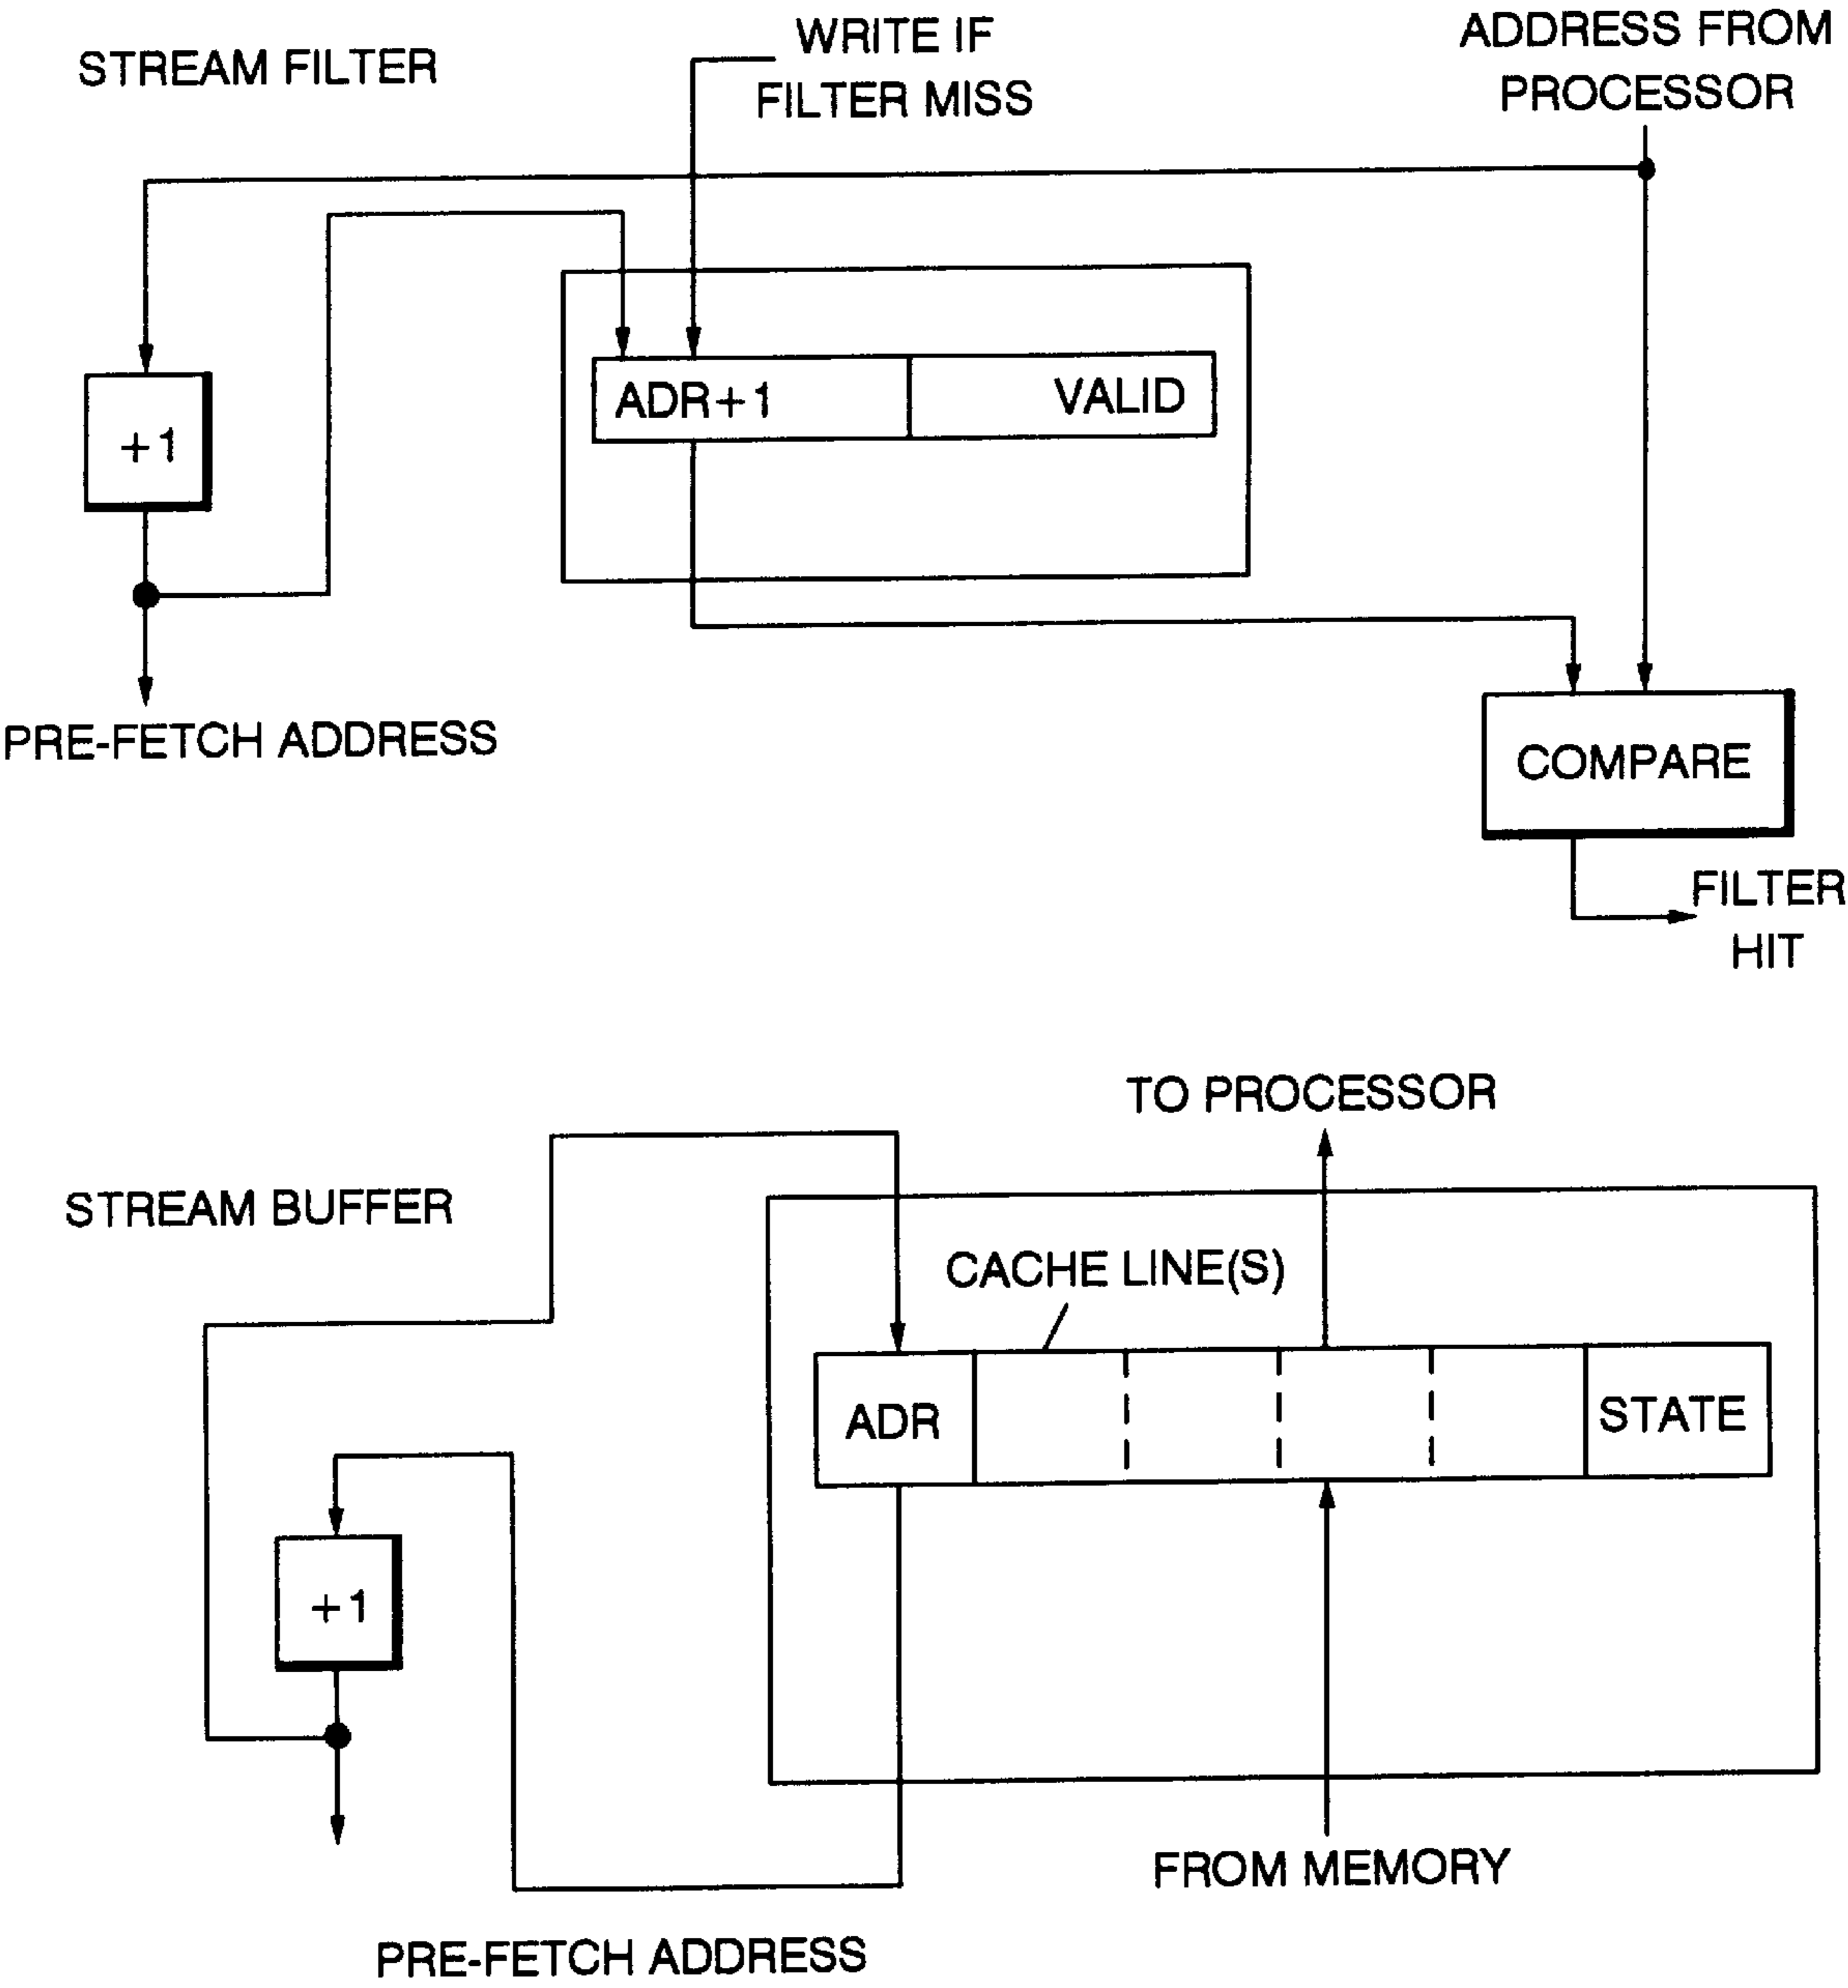 STREAM FILTER
WRITE IF
FILTER MISS
ADDRESS FROM
PROCESSOR
ADR+1
VALID
+1
PRE-FETCH ADDRESS
COMPARE
FILTER
HIT
TO PROCESSOR
STREAM BUFFER
CACHE LINE(S)
ADR
STATE
+1
FROM MEMORY
PRE-FETCH ADDRESS